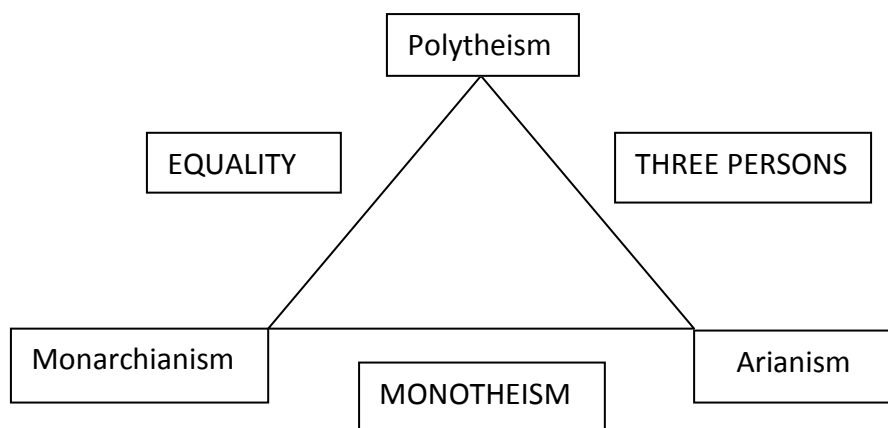 Polytheism
EQUALITY
THREE PERSONS
Monarchianism
Arianism
MONOTHEISM